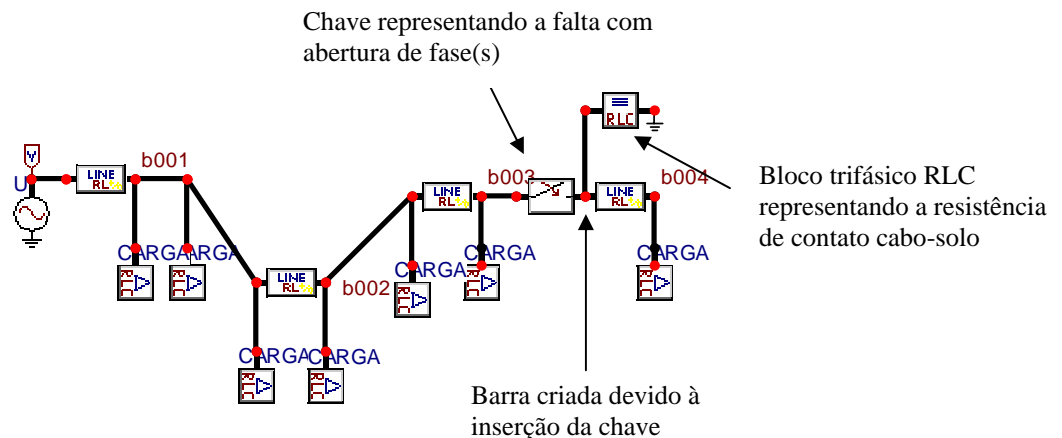 Chave representando a falta com
abertura de fase(s)
RLC
V
LINE
RL
b001
U
b003
LINE
RL
LINE
RL
b004
Bloco trifásico RLC
representando a resistência
de contato cabo-solo
CARGA
CARGA
LINE
RL
b002
CARGA
CARGA
CARGA
RLC
RLC
RLC
RLC
RLC
CARGA
CARGA
RLC
RLC
Barra criada devido à
inserção da chave